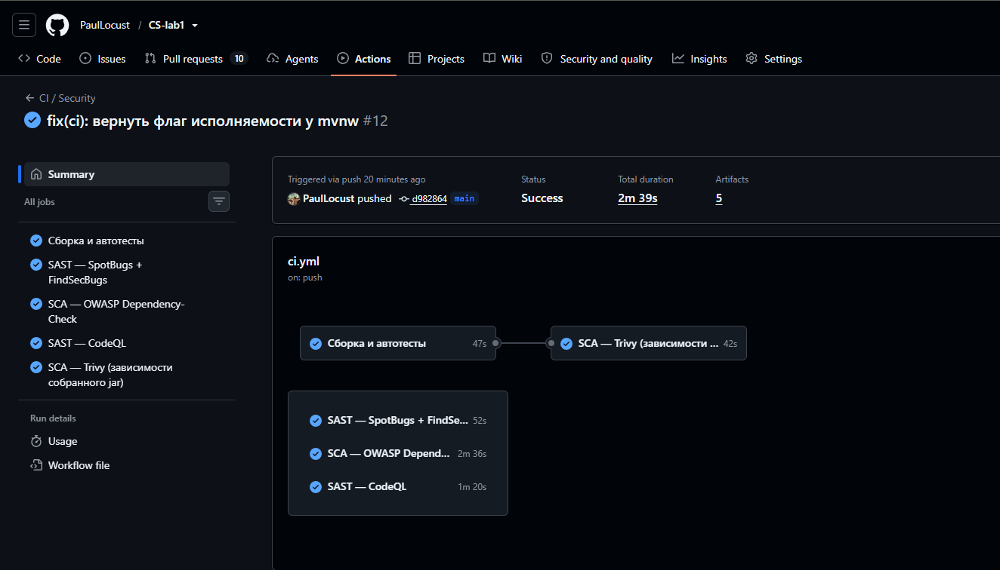 PaulLocust / CS-lab1
Code Issues Pull requests 10 Agents Actions Projects Wiki Security and quality Insights Settings
CI / Security
fix(ci): вернуть флаг исполняемости у mvnw #12
Summary
All jobs
Сборка и автотесты
SAST — SpotBugs +
FindSecBugs
SCA — OWASP Dependency-
Check
SAST — CodeQL
SCA — Trivy (зависимости
собранного jar)
Run details
Usage
Workflow file
Triggered via push 20 minutes ago
PaulLocust pushed d982864 main
Status
Success
Total duration
2m 39s
Artifacts
5
ci.yml
on: push
Сборка и автотесты 47s
SCA — Trivy (зависимости ... 42s
SAST — SpotBugs + FindSe... 52s
SCA — OWASP Depend... 2m 36s
SAST — CodeQL 1m 20s